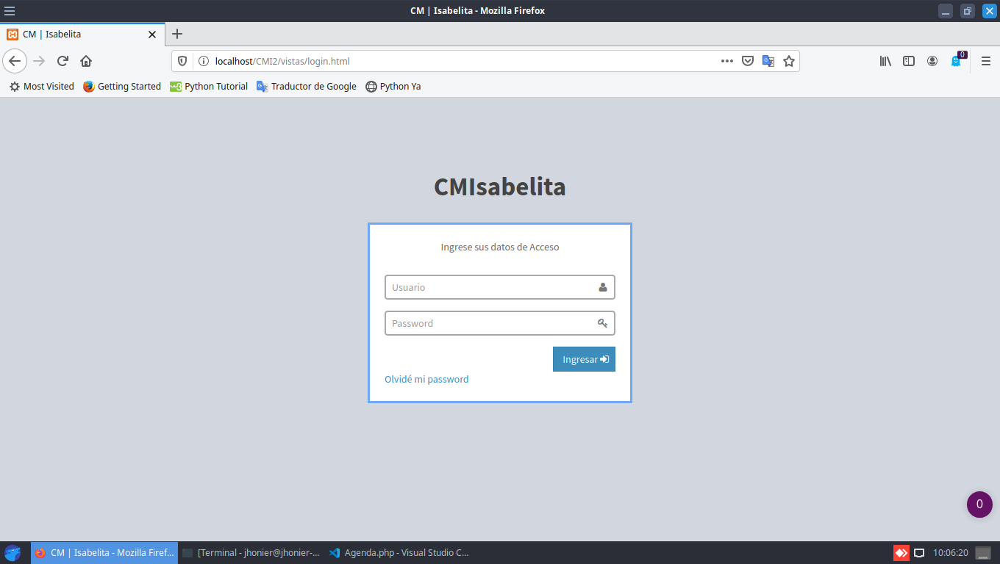 CM | Isabelita - Mozilla Firefox
CM | Isabelita
localhost/CMI2/vistas/login.html
0
Most Visited Getting Started Python Tutorial Traductor de Google Python Ya
CMIsabelita
Ingrese sus datos de Acceso
Usuario
Password
Ingresar
Olvidé mi password
0
CM | Isabelita - Mozilla Firef... [Terminal - jhonier@jhonier-... Agenda.php - Visual Studio C... 10:06:20